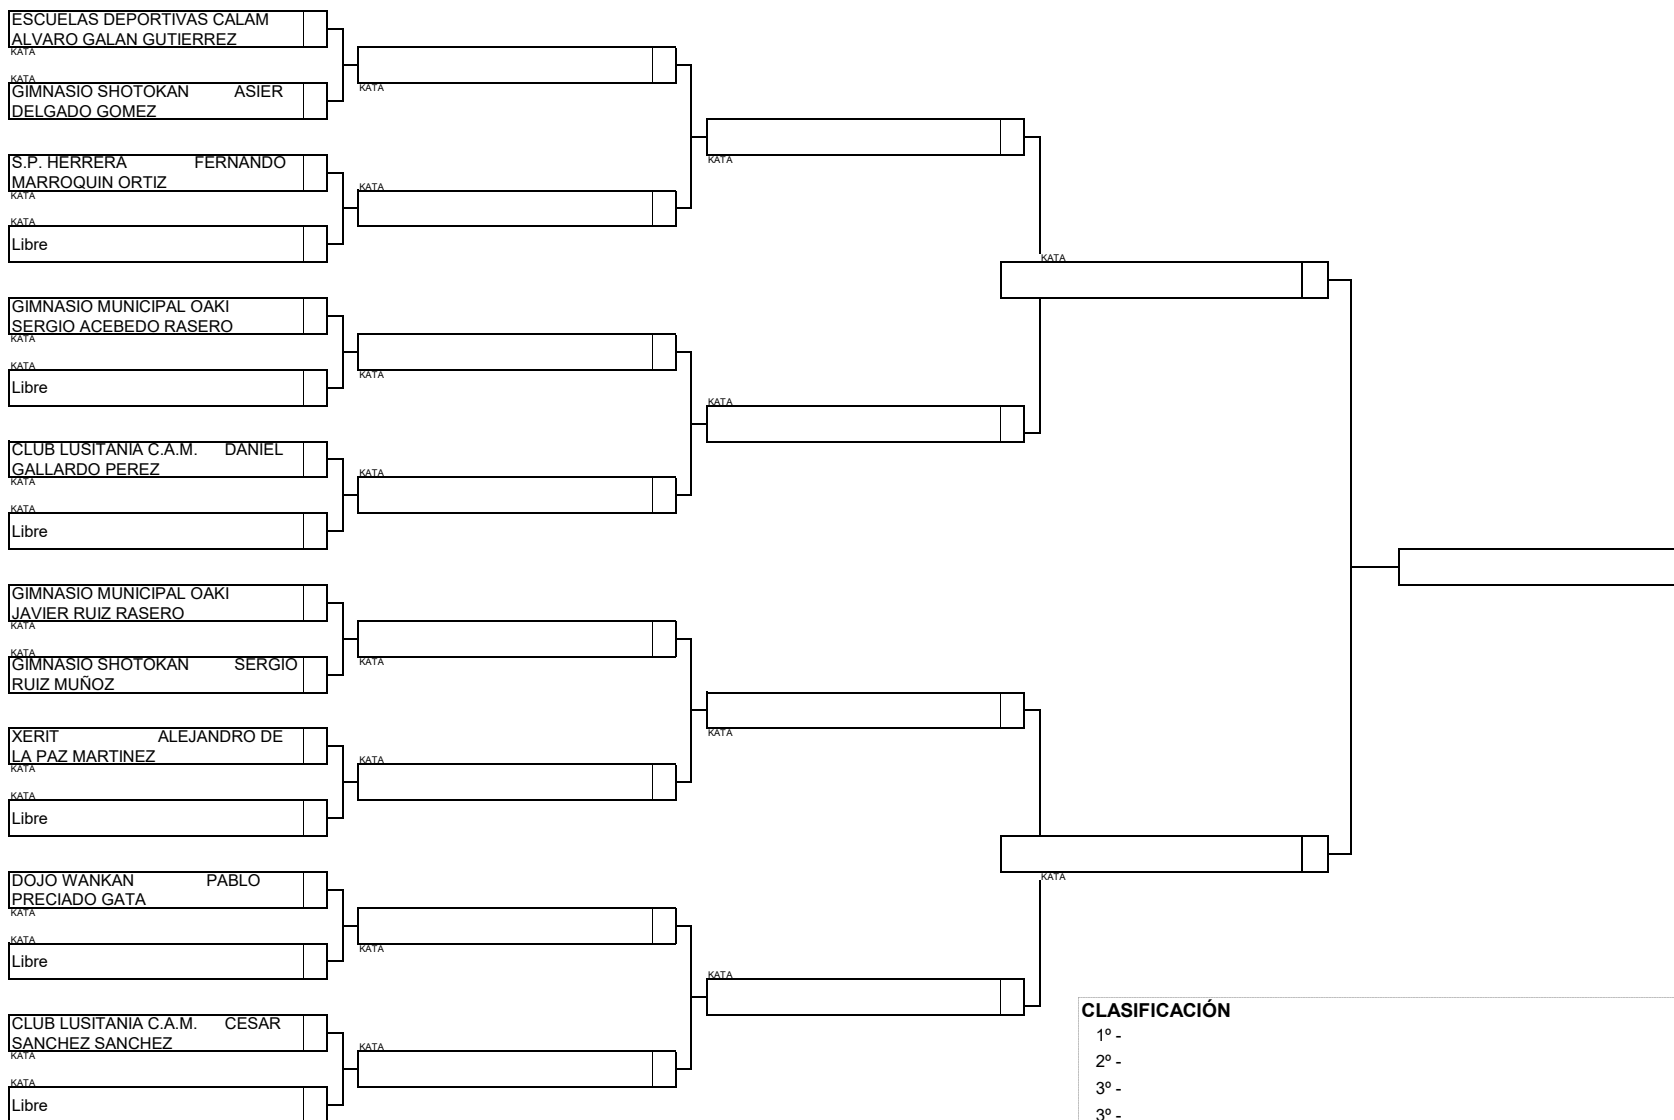 ESCUELAS DEPORTIVAS CALAM
ALVARO GALAN GUTIERREZ
KATA
KATA
GIMNASIO SHOTOKAN ASIER
DELGADO GOMEZ
S.P. HERRERA FERNANDO
MARROQUIN ORTIZ
KATA
KATA
Libre
GIMNASIO MUNICIPAL OAKI
SERGIO ACEBEDO RASERO
KATA
KATA
Libre
CLUB LUSITANIA C.A.M. DANIEL
GALLARDO PEREZ
KATA
KATA
Libre
GIMNASIO MUNICIPAL OAKI
JAVIER RUIZ RASERO
KATA
KATA
GIMNASIO SHOTOKAN SERGIO
RUIZ MUÑOZ
XERIT ALEJANDRO DE
LA PAZ MARTINEZ
KATA
KATA
Libre
DOJO WANKAN PABLO
PRECIADO GATA
KATA
KATA
Libre
CLUB LUSITANIA C.A.M. CESAR
SANCHEZ SANCHEZ
KATA
KATA
Libre
KATA
KATA
KATA
KATA
KATA
KATA
KATA
KATA
KATA
KATA
KATA
KATA
KATA
KATA
CLASIFICACIÓN
1º -
2º -
3º -
3º -